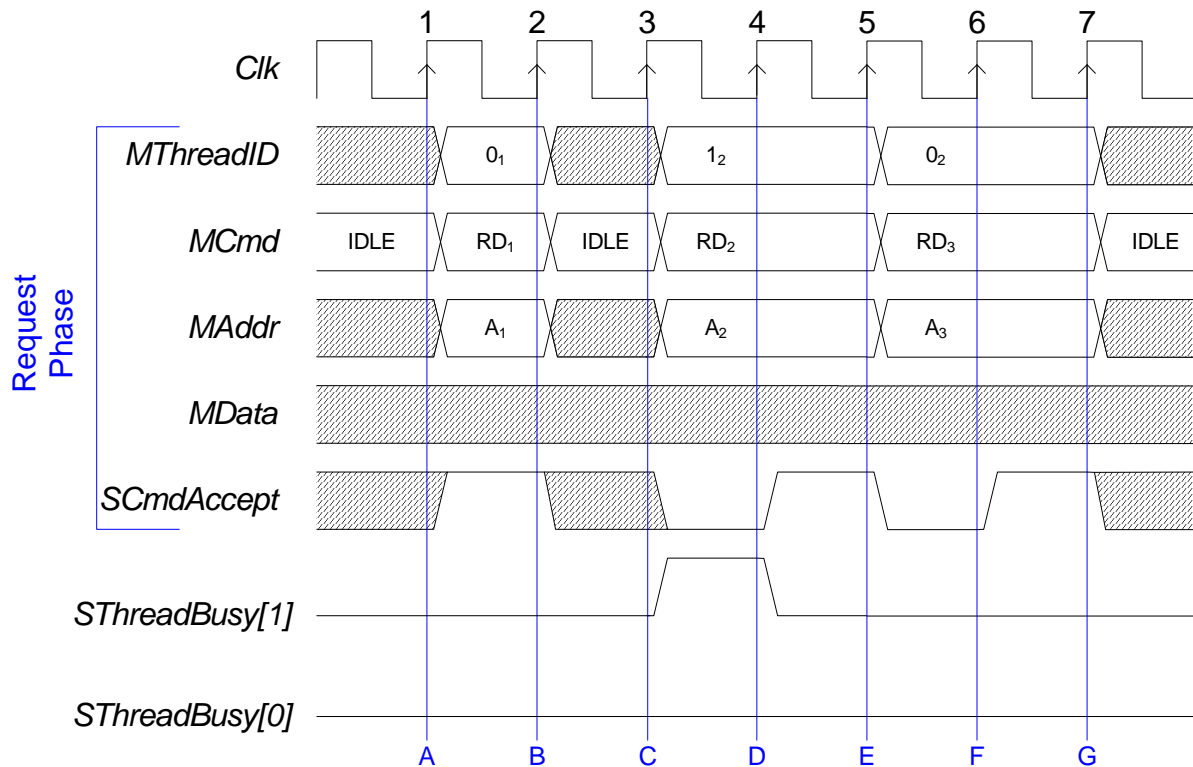 1 2 3 4 5 6 7
Clk
MThreadID 0₁ 1₂ 0₂
MCmd IDLE RD₁ IDLE RD₂ RD₃ IDLE
MAddr A₁ A₂ A₃
Request
Phase
MData
SCmdAccept
SThreadBusy[1]
SThreadBusy[0]
A B C D E F G